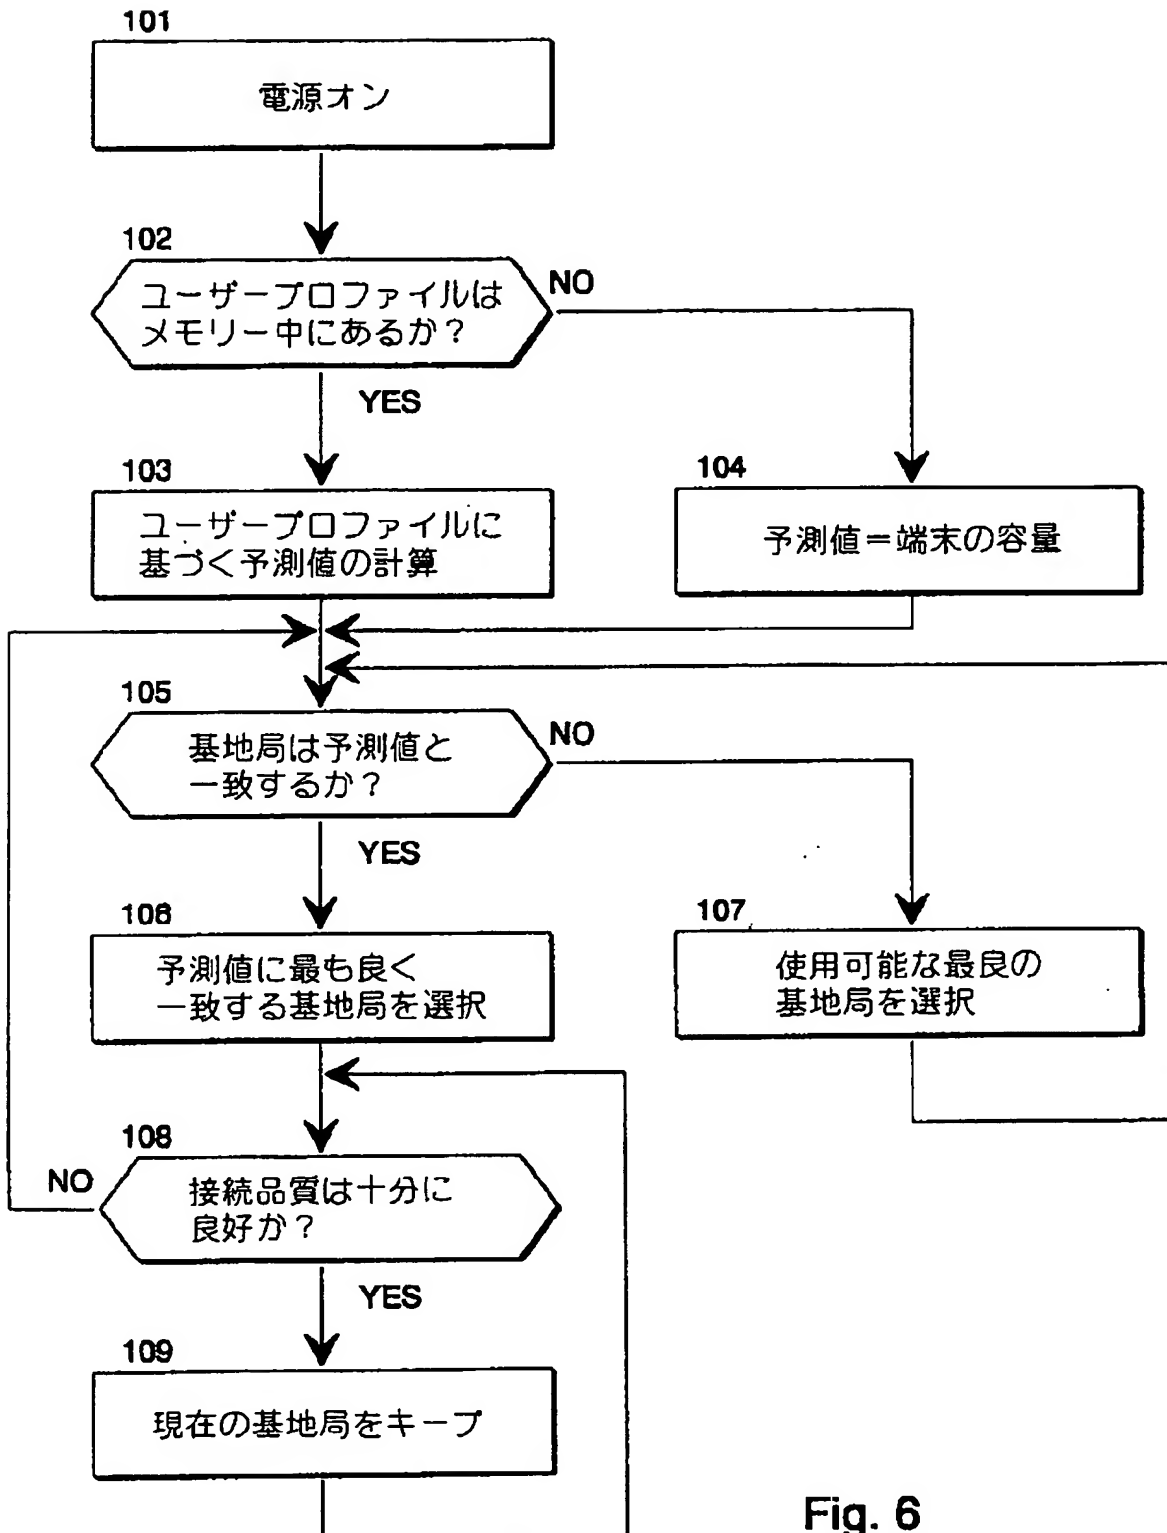 101
電源オン
102
ユーザープロファイルは
メモリー中にあるか？
NO
YES
103
ユーザープロファイルに
基づく予測値の計算
104
予測値＝端末の容量
105
基地局は予測値と
一致するか？
NO
YES
106
予測値に最も良く
一致する基地局を選択
107
使用可能な最良の
基地局を選択
108
NO
接続品質は十分に
良好か？
YES
109
現在の基地局をキープ
Fig. 6